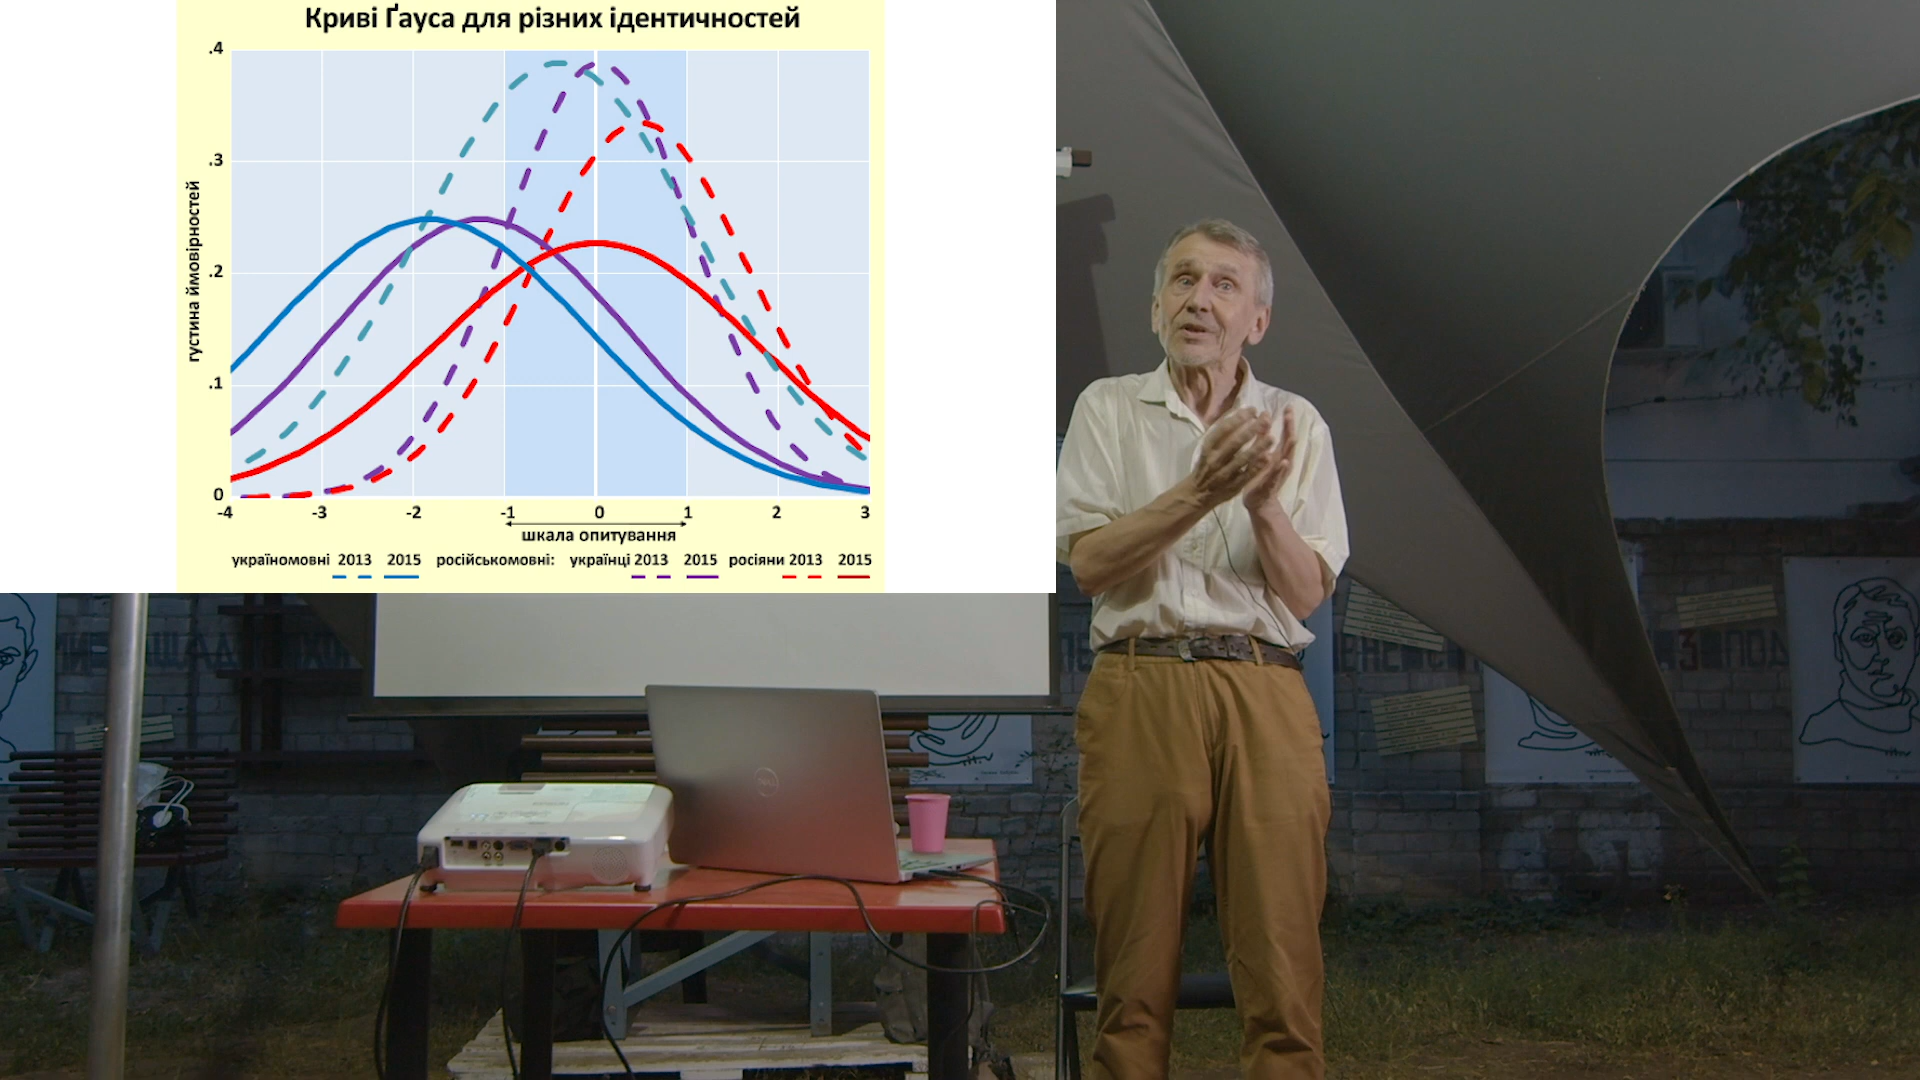 Криві Ґауса для різних ідентичностей
.4
.3
.2
.1
0
густина ймовірностей
-4 -3 -2 -1 0 1 2 3
шкала опитування
україномовні 2013 2015 російськомовні: українці 2013 2015 росіяни 2013 2015
DELL